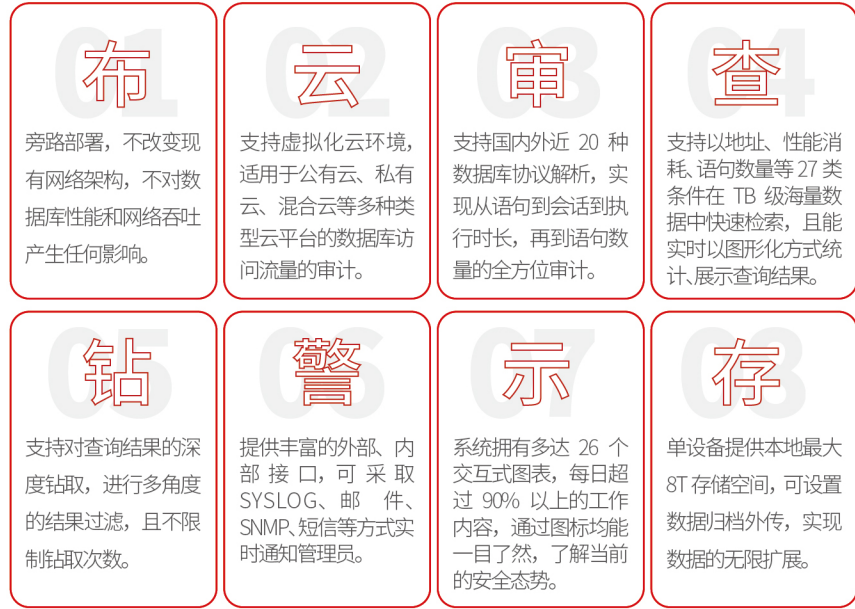 01
布
旁路部署，不改变现
有网络架构，不对数
据库性能和网络吞吐
产生任何影响。
02
云
支持虚拟化云环境，
适用于公有云、私有
云、混合云等多种类
型云平台的数据库访
问流量的审计。
03
审
支持国内外近 20 种
数据库协议解析，实
现从语句到会话到执
行时长，再到语句数
量的全方位审计。
04
查
支持以地址、性能消
耗、语句数量等 27 类
条件在 TB 级海量数
据中快速检索，且能
实时以图形化方式统
计、展示查询结果。
05
钻
支持对查询结果的深
度钻取，进行多角度
的结果过滤，且不限
制钻取次数。
06
警
提供丰富的外部、内
部接口，可采取
SYSLOG、邮件、
SNMP、短信等方式实
时通知管理员。
07
示
系统拥有多达 26 个
交互式图表，每日超
过 90% 以上的工作
内容，通过图标均能
一目了然，了解当前
的安全态势。
03
存
单设备提供本地最大
8T 存储空间，可设置
数据归档外传，实现
数据的无限扩展。